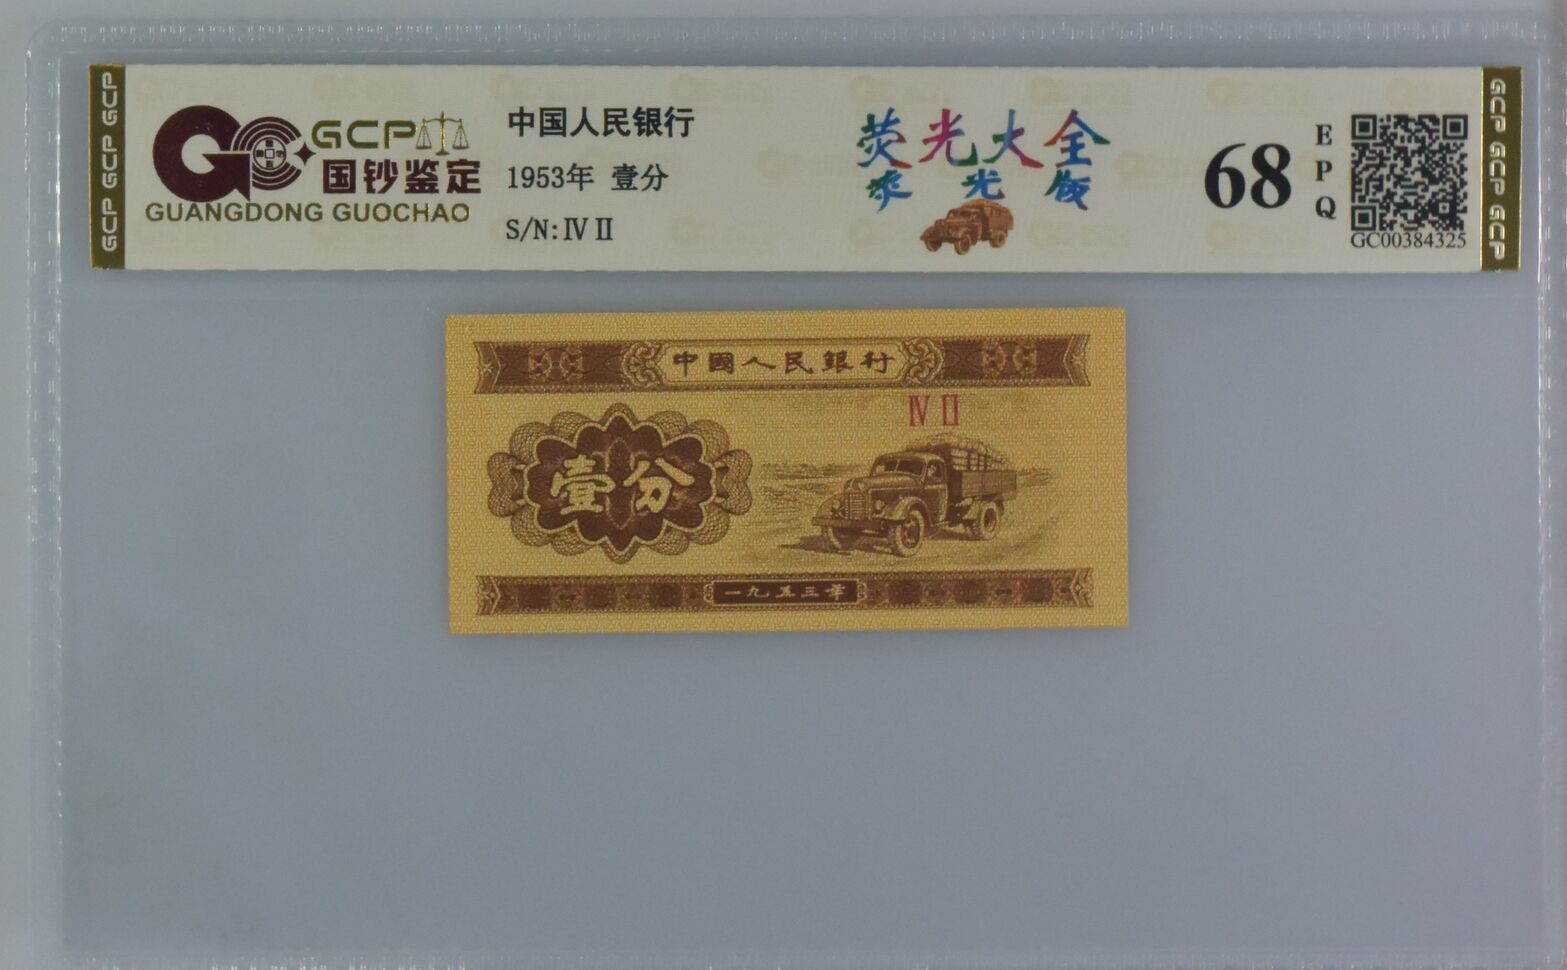 GCP GCP GCP
GCP
国钞鉴定
GUANGDONG GUOCHAO
中国人民银行
1953年 壹分
S/N:Ⅳ Ⅱ
荧光大全
荧光版
68
E
P
Q
GC00384325
GCP GCP GCP
中國人民銀行
Ⅳ Ⅱ
壹分
一九五三年